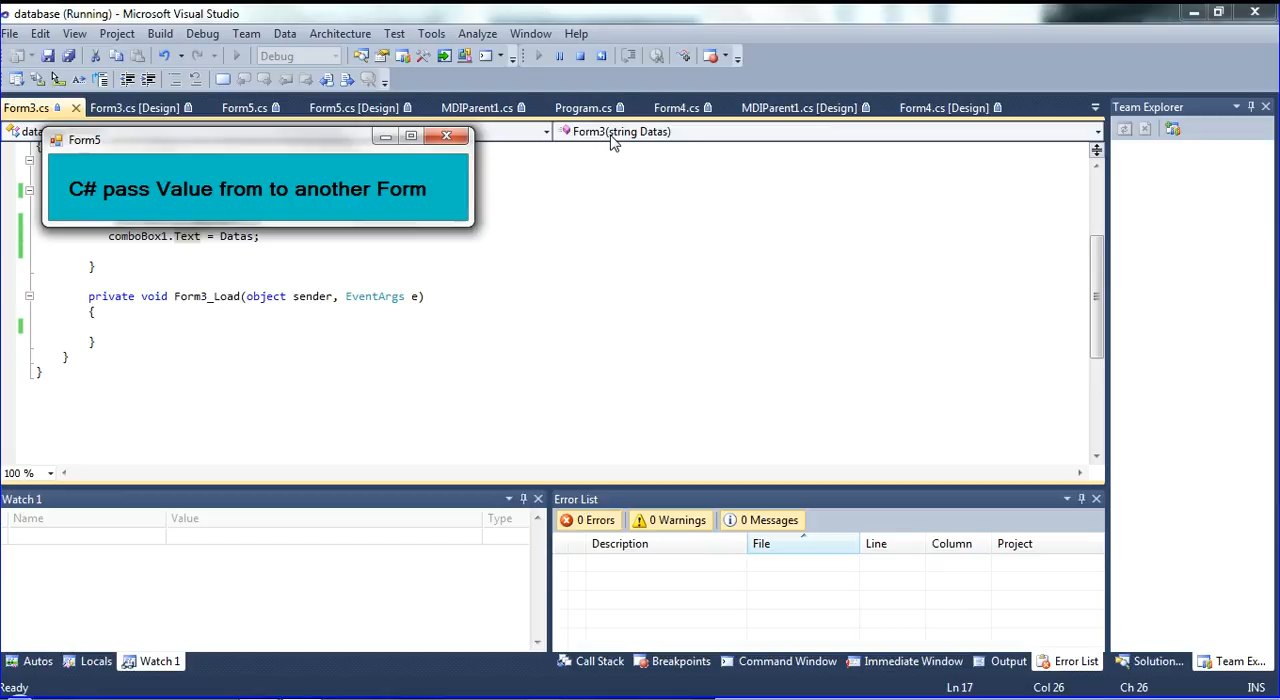 database (Running) - Microsoft Visual Studio
File Edit View Project Build Debug Team Data Architecture Test Tools Analyze Window Help
Debug
Form3.cs Form3.cs [Design] Form5.cs Form5.cs [Design] MDIParent1.cs Program.cs Form4.cs MDIParent1.cs [Design] Form4.cs [Design] Team Explorer
Form3(string Datas)
Form5
C# pass Value from to another Form
comboBox1.Text = Datas;
}
private void Form3_Load(object sender, EventArgs e)
{
}
}
}
100 %
Watch 1 Error List
Name Value Type
0 Errors 0 Warnings 0 Messages
Description File Line Column Project
Autos Locals Watch 1 Call Stack Breakpoints Command Window Immediate Window Output Error List Solution... Team Ex...
Ready Ln 17 Col 26 Ch 26 INS